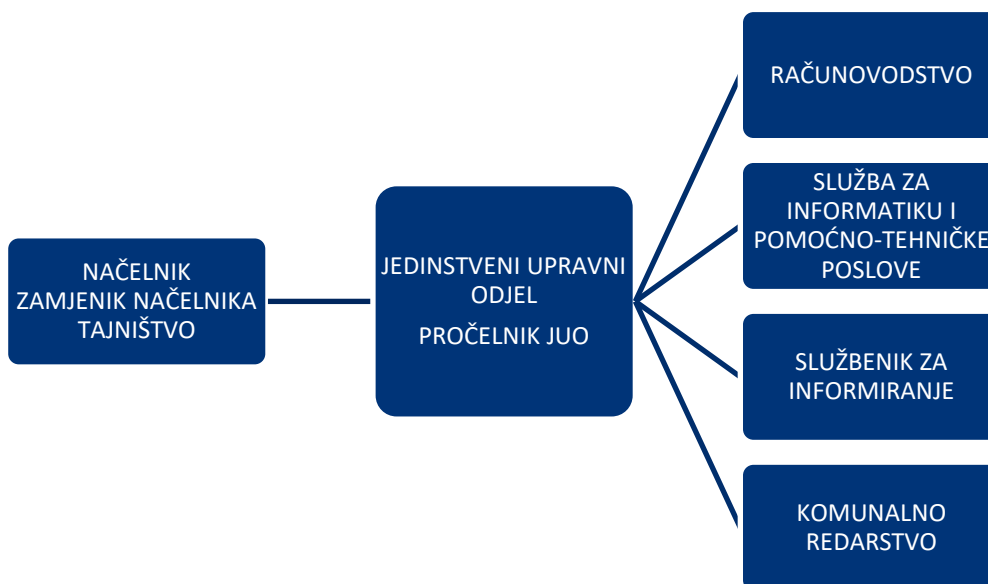 NAČELNIK
ZAMJENIK NAČELNIKA
TAJNIŠTVO
JEDINSTVENI UPRAVNI
ODJEL
PROČELNIK JUO
RAČUNOVODSTVO
SLUŽBA ZA
INFORMATIKU I
POMOĆNO-TEHNIČKE
POSLOVE
SLUŽBENIK ZA
INFORMIRANJE
KOMUNALNO
REDARSTVO